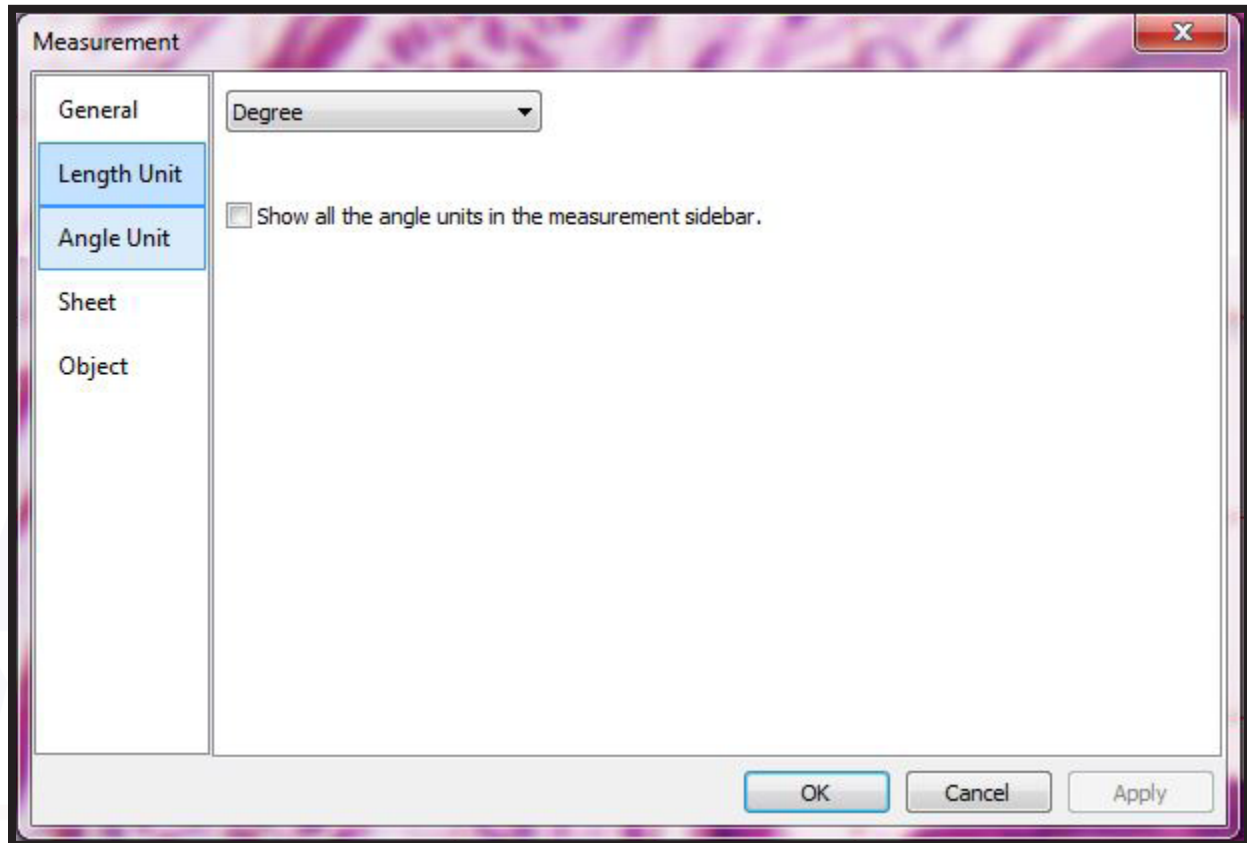 Measurement
General
Length Unit
Angle Unit
Sheet
Object
Degree
Show all the angle units in the measurement sidebar.
OK
Cancel
Apply